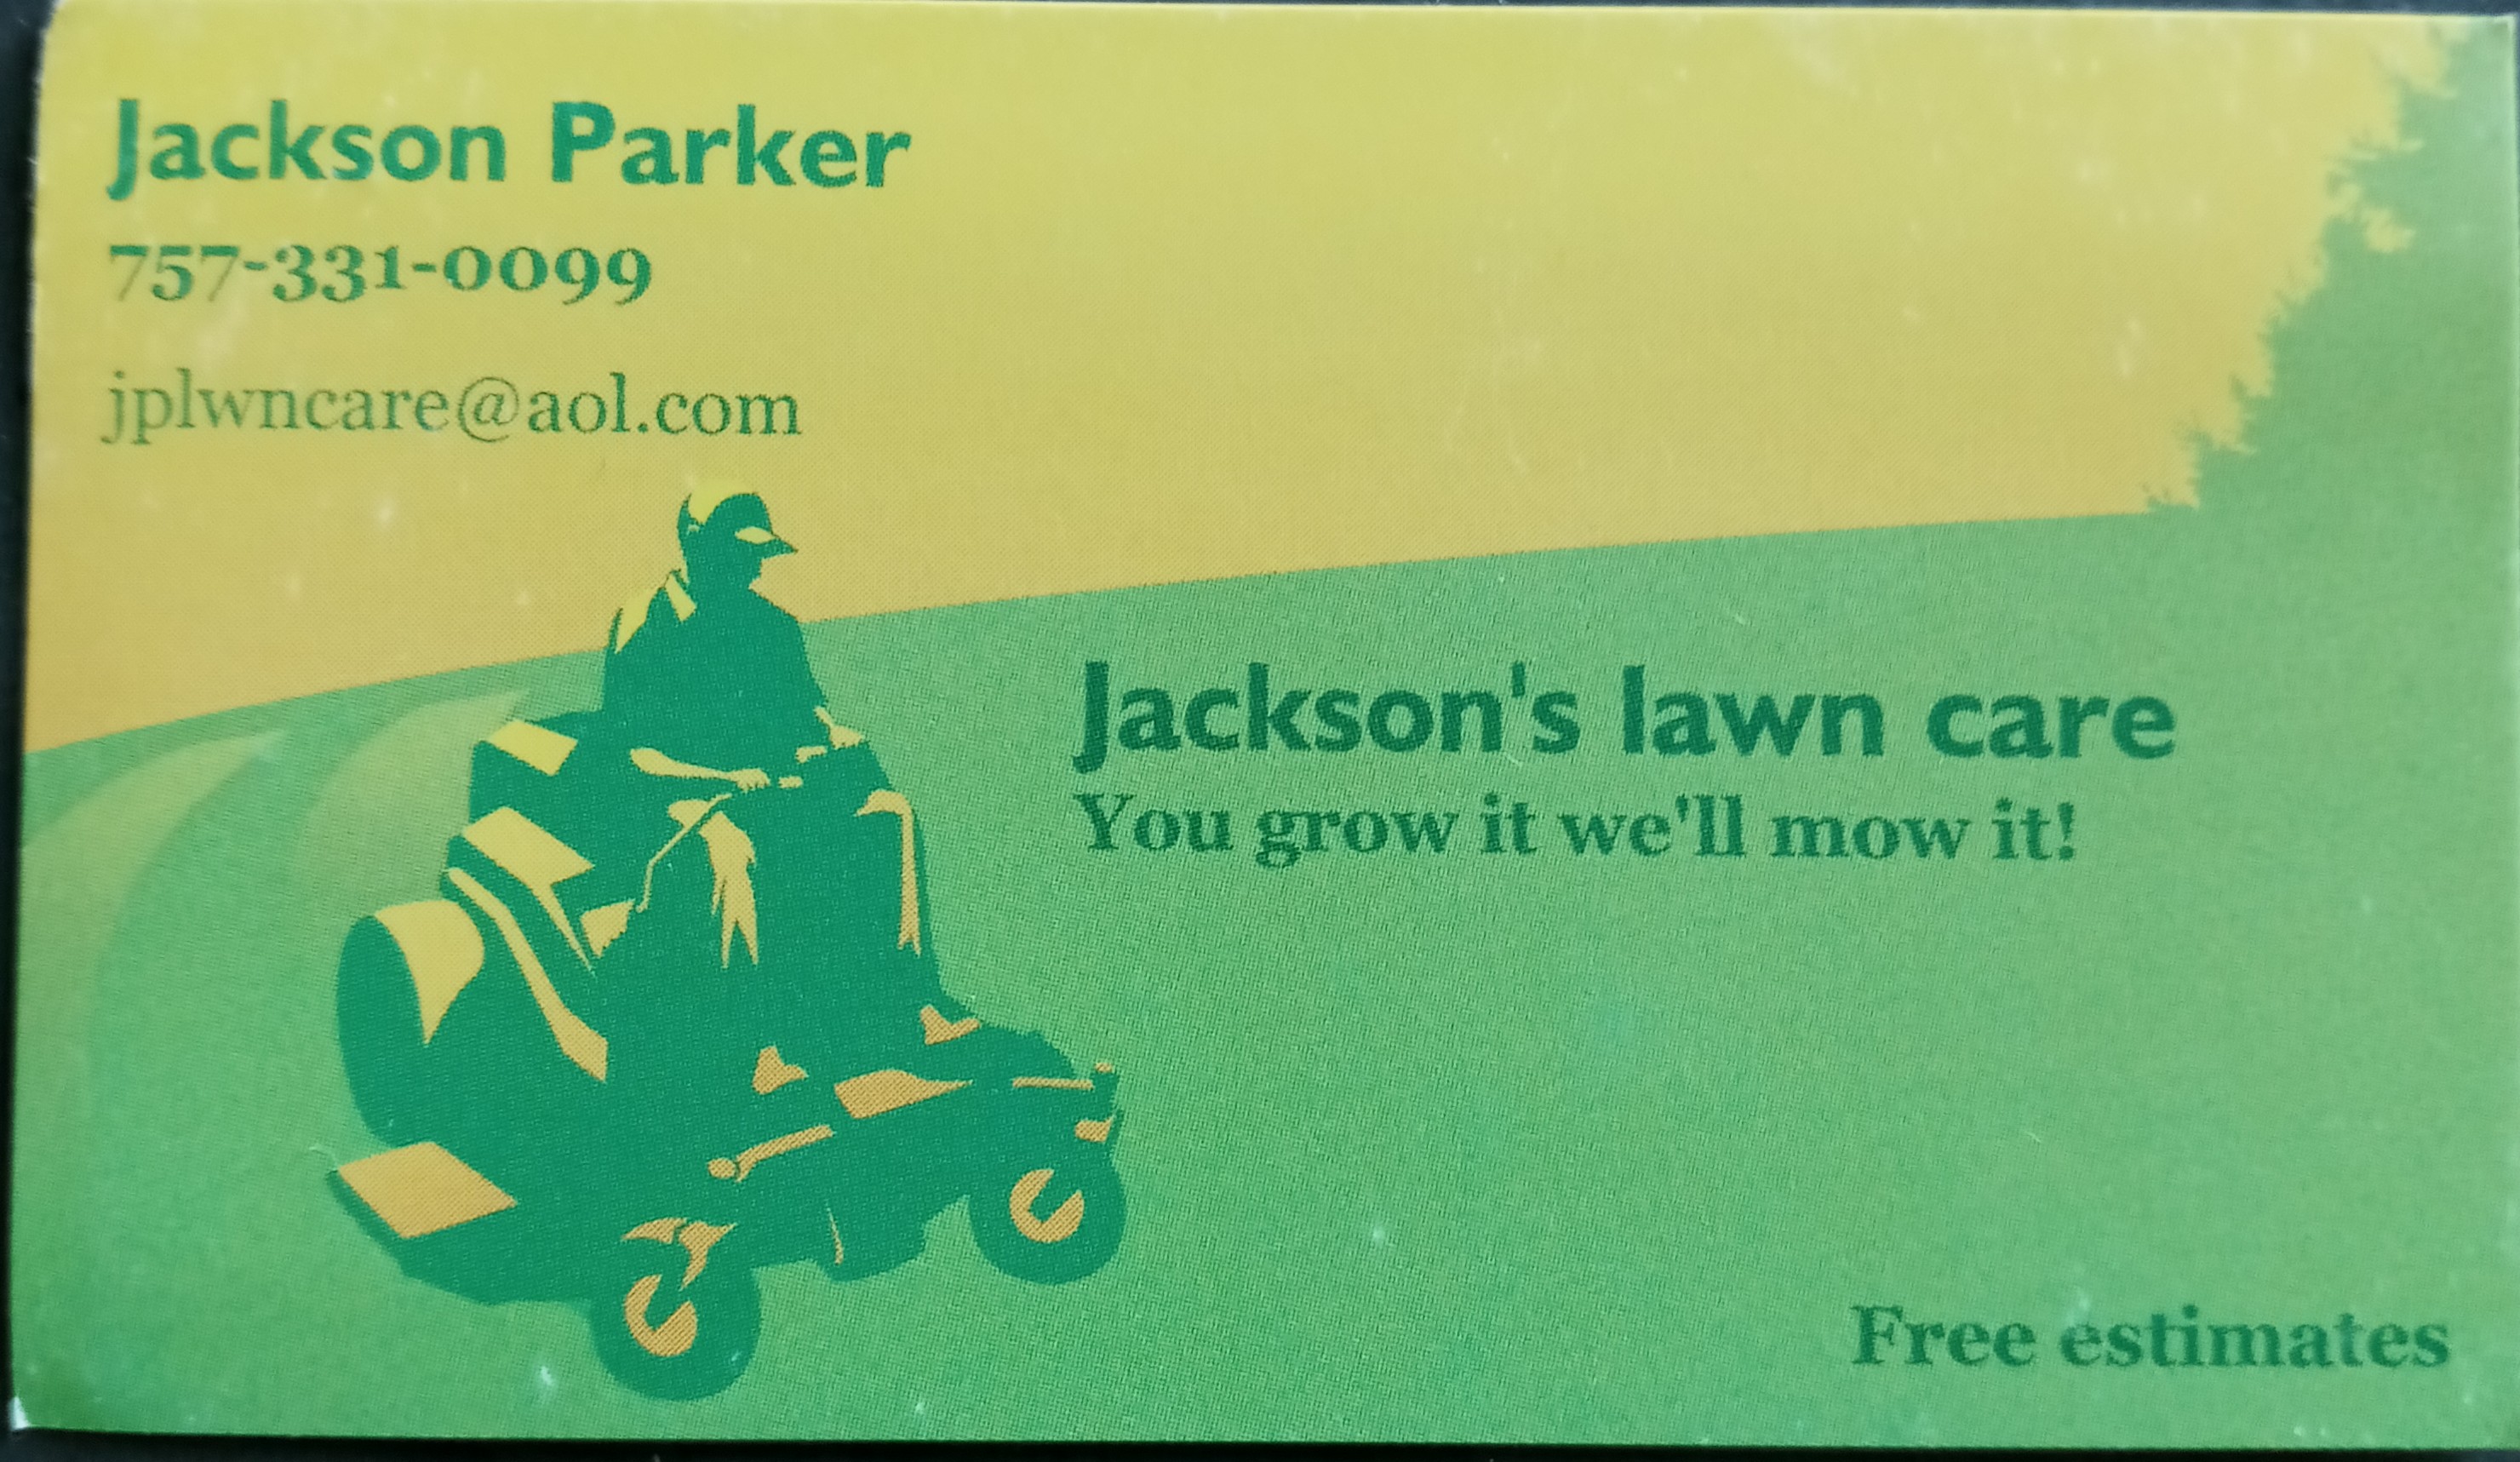 Jackson Parker
757-331-0099
jplwncare@aol.com
Jackson's lawn care
You grow it we'll mow it!
Free estimates